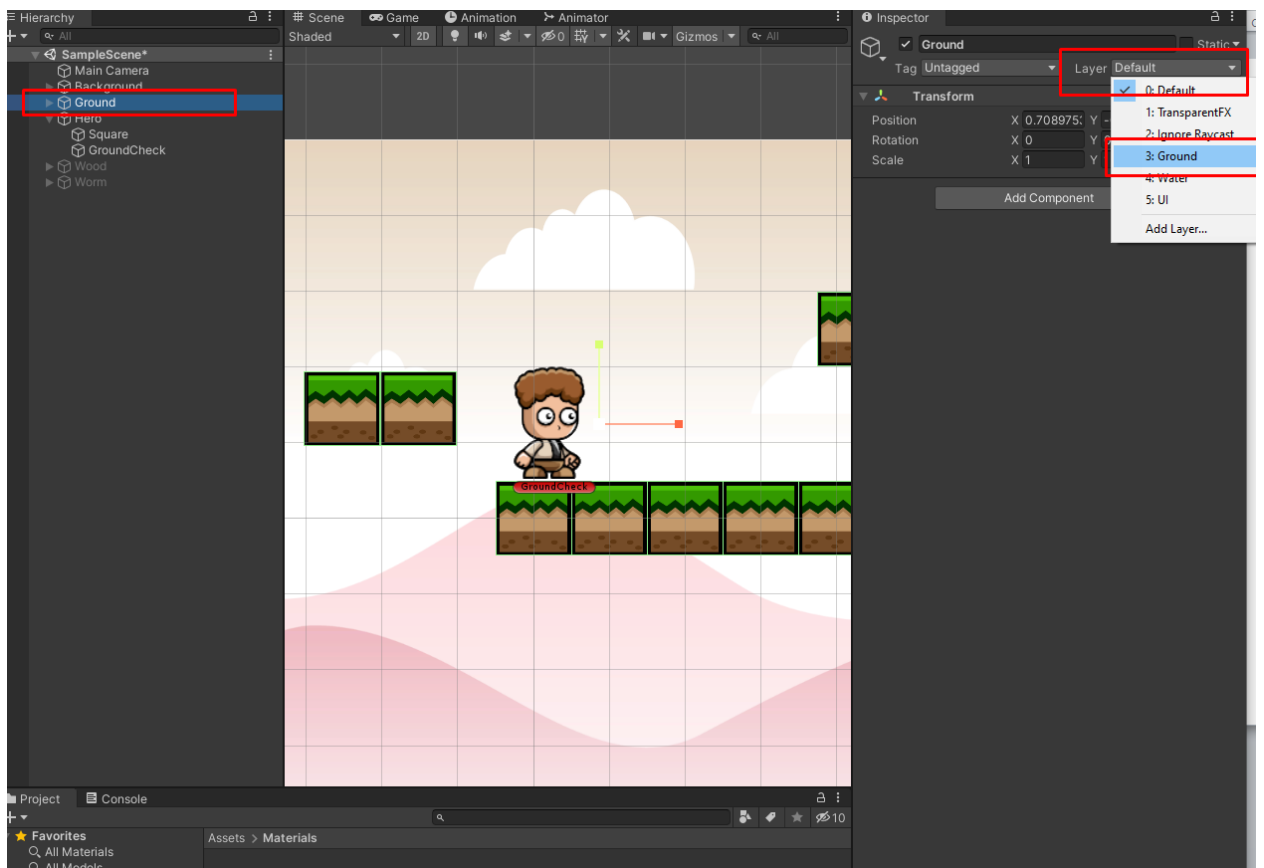 Hierarchy
All
SampleScene*
Main Camera
Background
Ground
Hero
Square
GroundCheck
Wood
Worm
Scene Game Animation Animator
Shaded 2D 0 Gizmos All
GroundCheck
Inspector
Ground Static
Tag Untagged Layer Default
0: Default
1: TransparentFX
2: Ignore Raycast
3: Ground
4: Water
5: UI
Add Layer...
Transform
Position X 0.708975 Y
Rotation X 0 Y
Scale X 1 Y
Add Component
Project Console
10
Favorites
All Materials
All Models
Assets > Materials